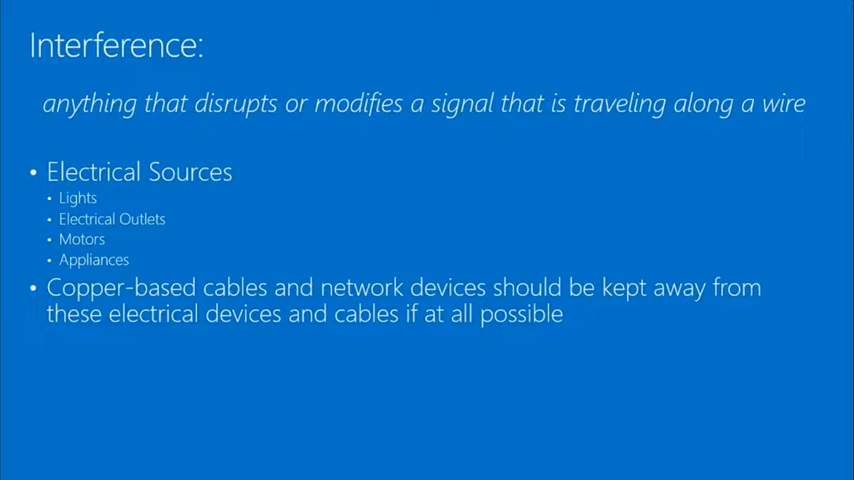 Interference:
anything that disrupts or modifies a signal that is traveling along a wire
• Electrical Sources
• Lights
• Electrical Outlets
• Motors
• Appliances
• Copper-based cables and network devices should be kept away from
these electrical devices and cables if at all possible